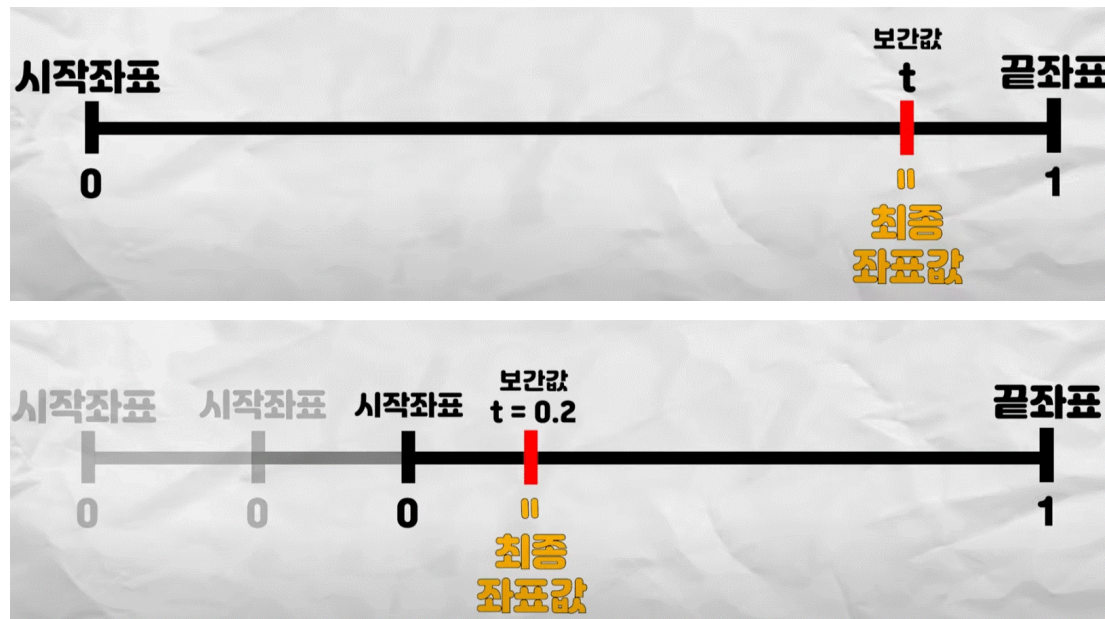 보간값
시작좌표 t 끝좌표
0 1
=
최종
좌표값
보간값
시작좌표 시작좌표 시작좌표 t = 0.2 끝좌표
0 0 0 1
=
최종
좌표값